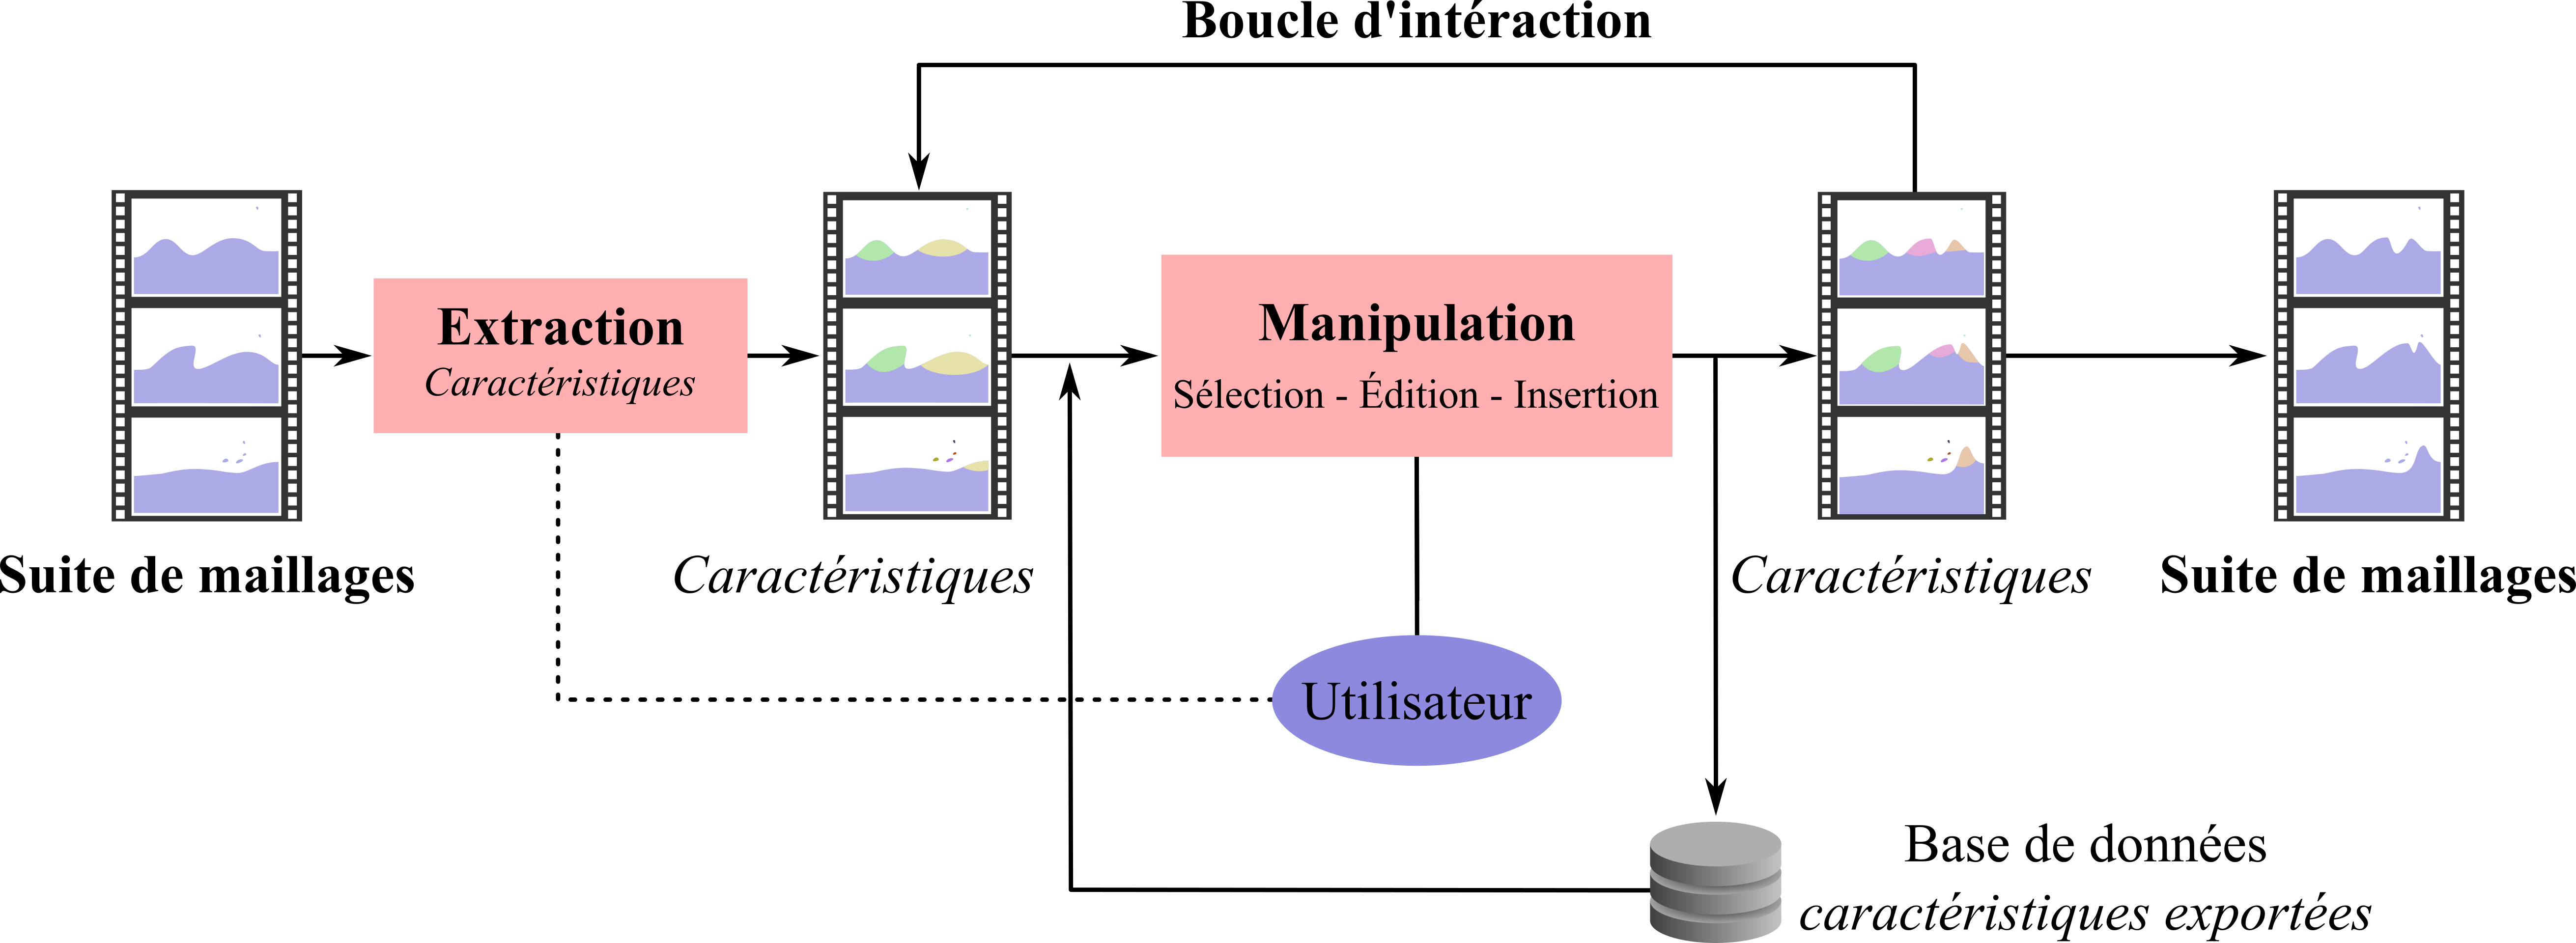 Boucle d'intéraction
Extraction
Caractéristiques
Manipulation
Sélection - Édition - Insertion
Suite de maillages
Caractéristiques
Caractéristiques
Suite de maillages
Utilisateur
Base de données
caractéristiques exportées